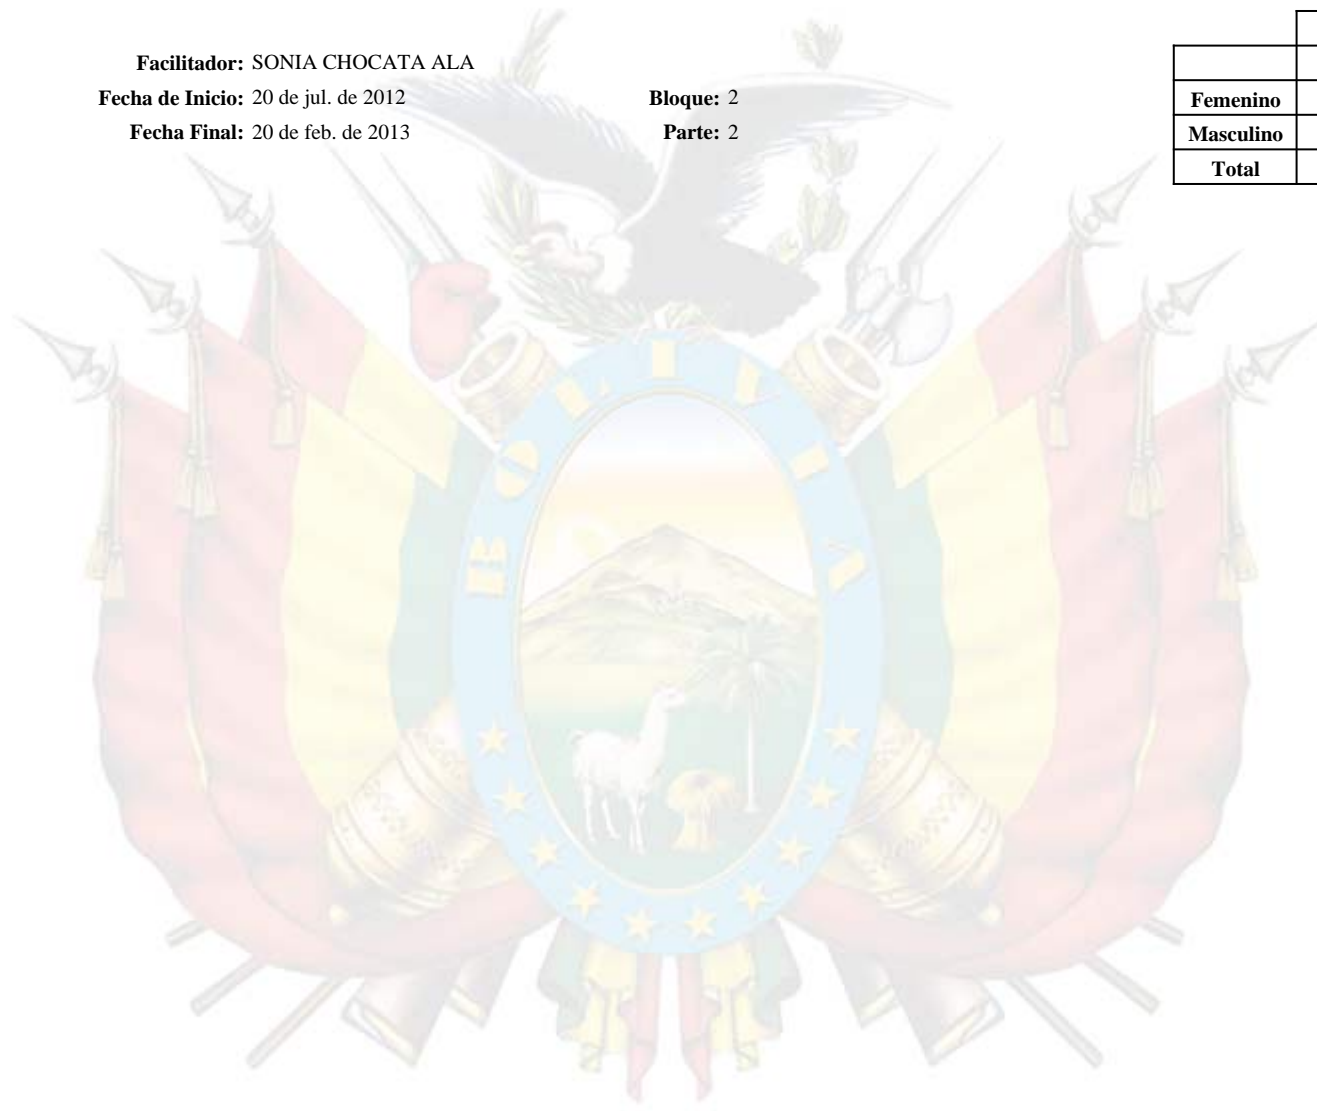 Facilitador: SONIA CHOCATA ALA
Fecha de Inicio: 20 de jul. de 2012 Bloque: 2
Fecha Final: 20 de feb. de 2013 Parte: 2
Femenino
Masculino
Total
BOLIVIA